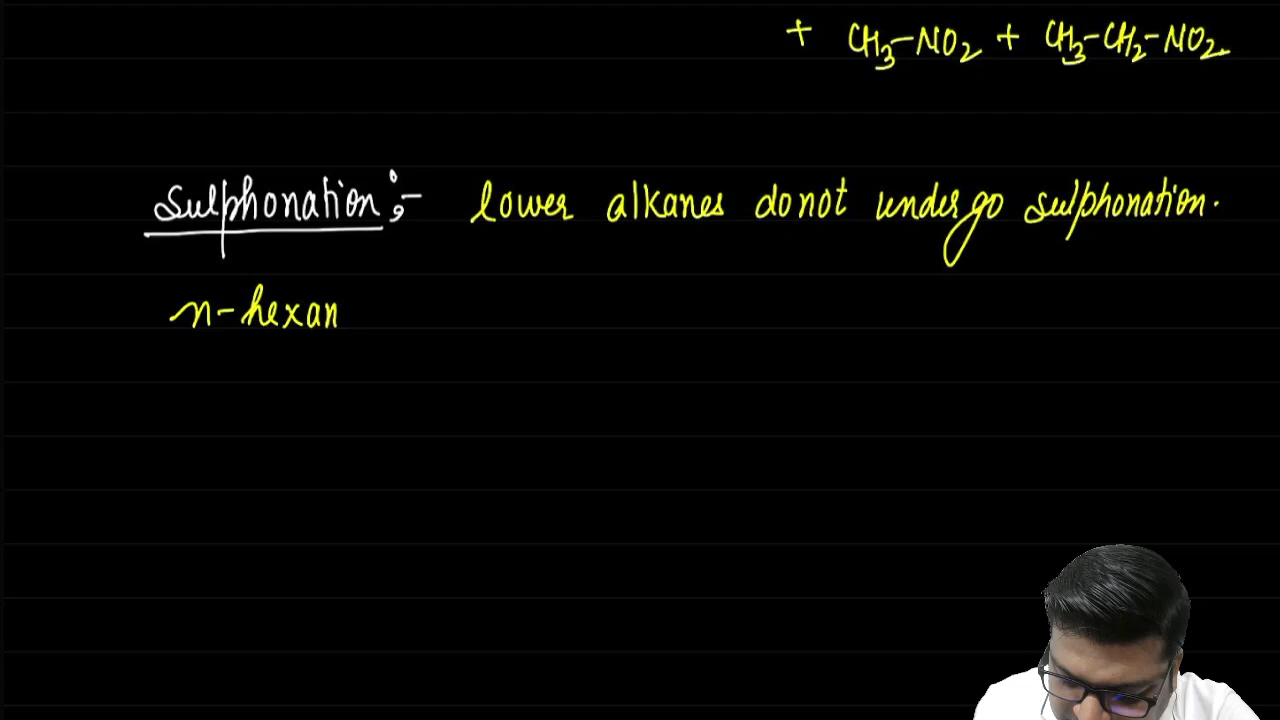 + CH3-NO2 + CH3-CH2-NO2.
Sulphonation:- lower alkanes donot undergo sulphonation.
n-hexan